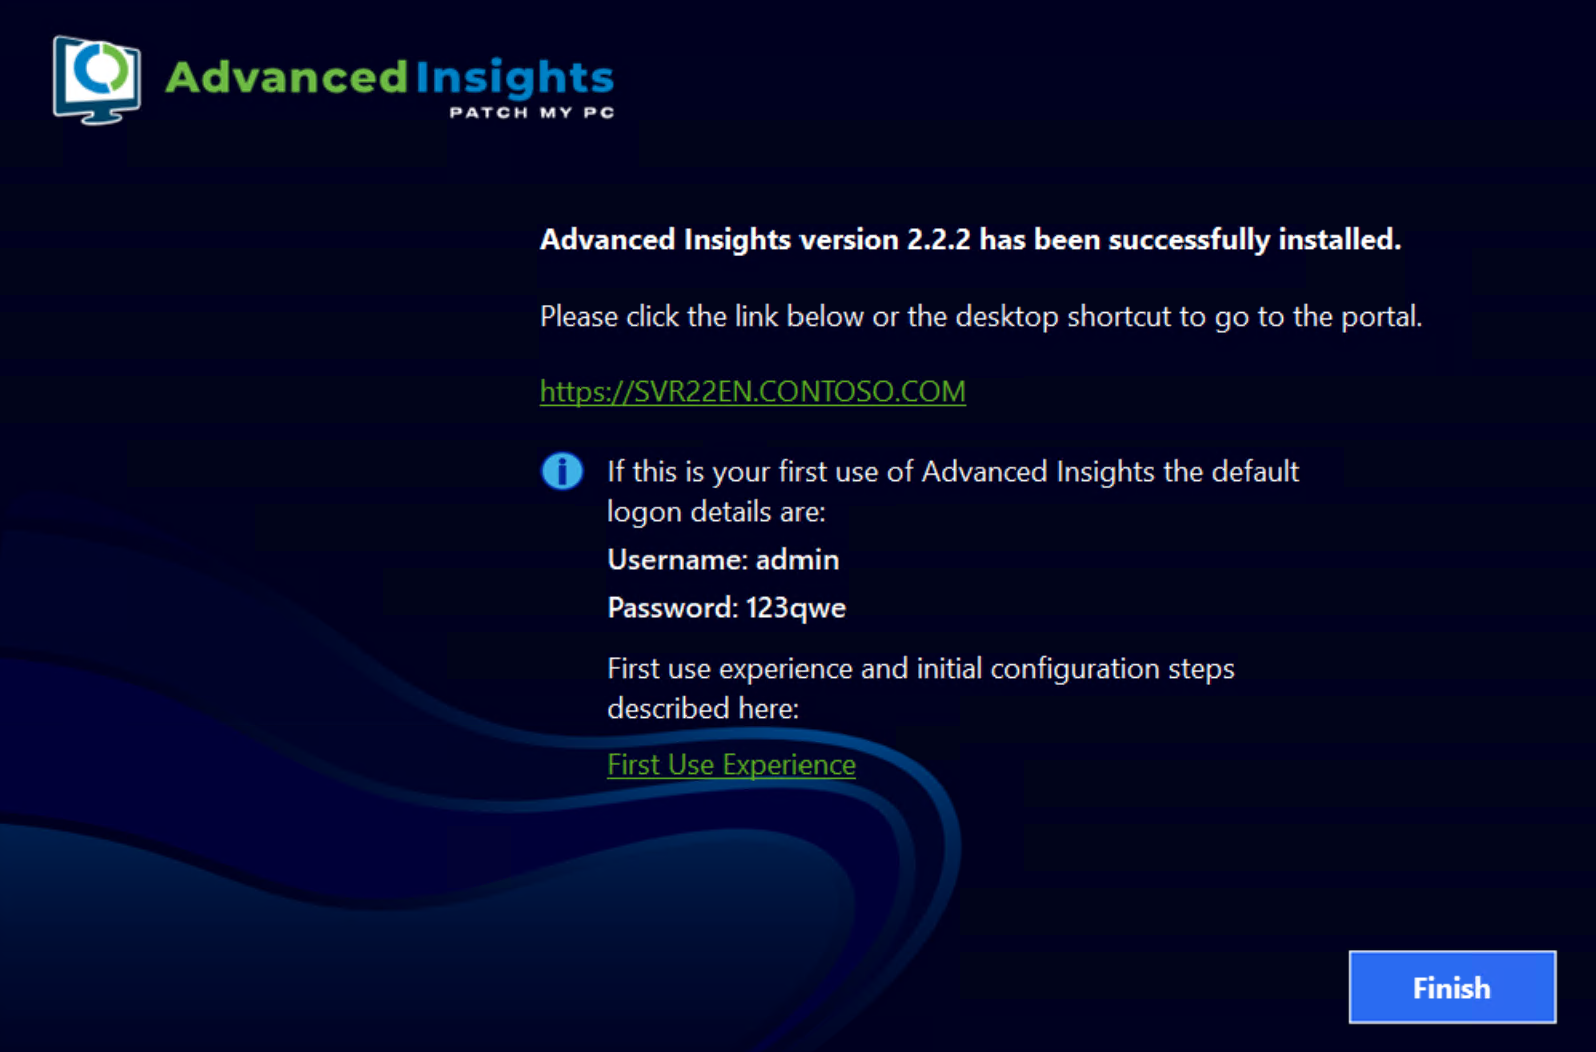 Advanced Insights
PATCH MY PC
Advanced Insights version 2.2.2 has been successfully installed.
Please click the link below or the desktop shortcut to go to the portal.
https://SVR22EN.CONTOSO.COM
If this is your first use of Advanced Insights the default
logon details are:
Username: admin
Password: 123qwe
First use experience and initial configuration steps
described here:
First Use Experience
Finish